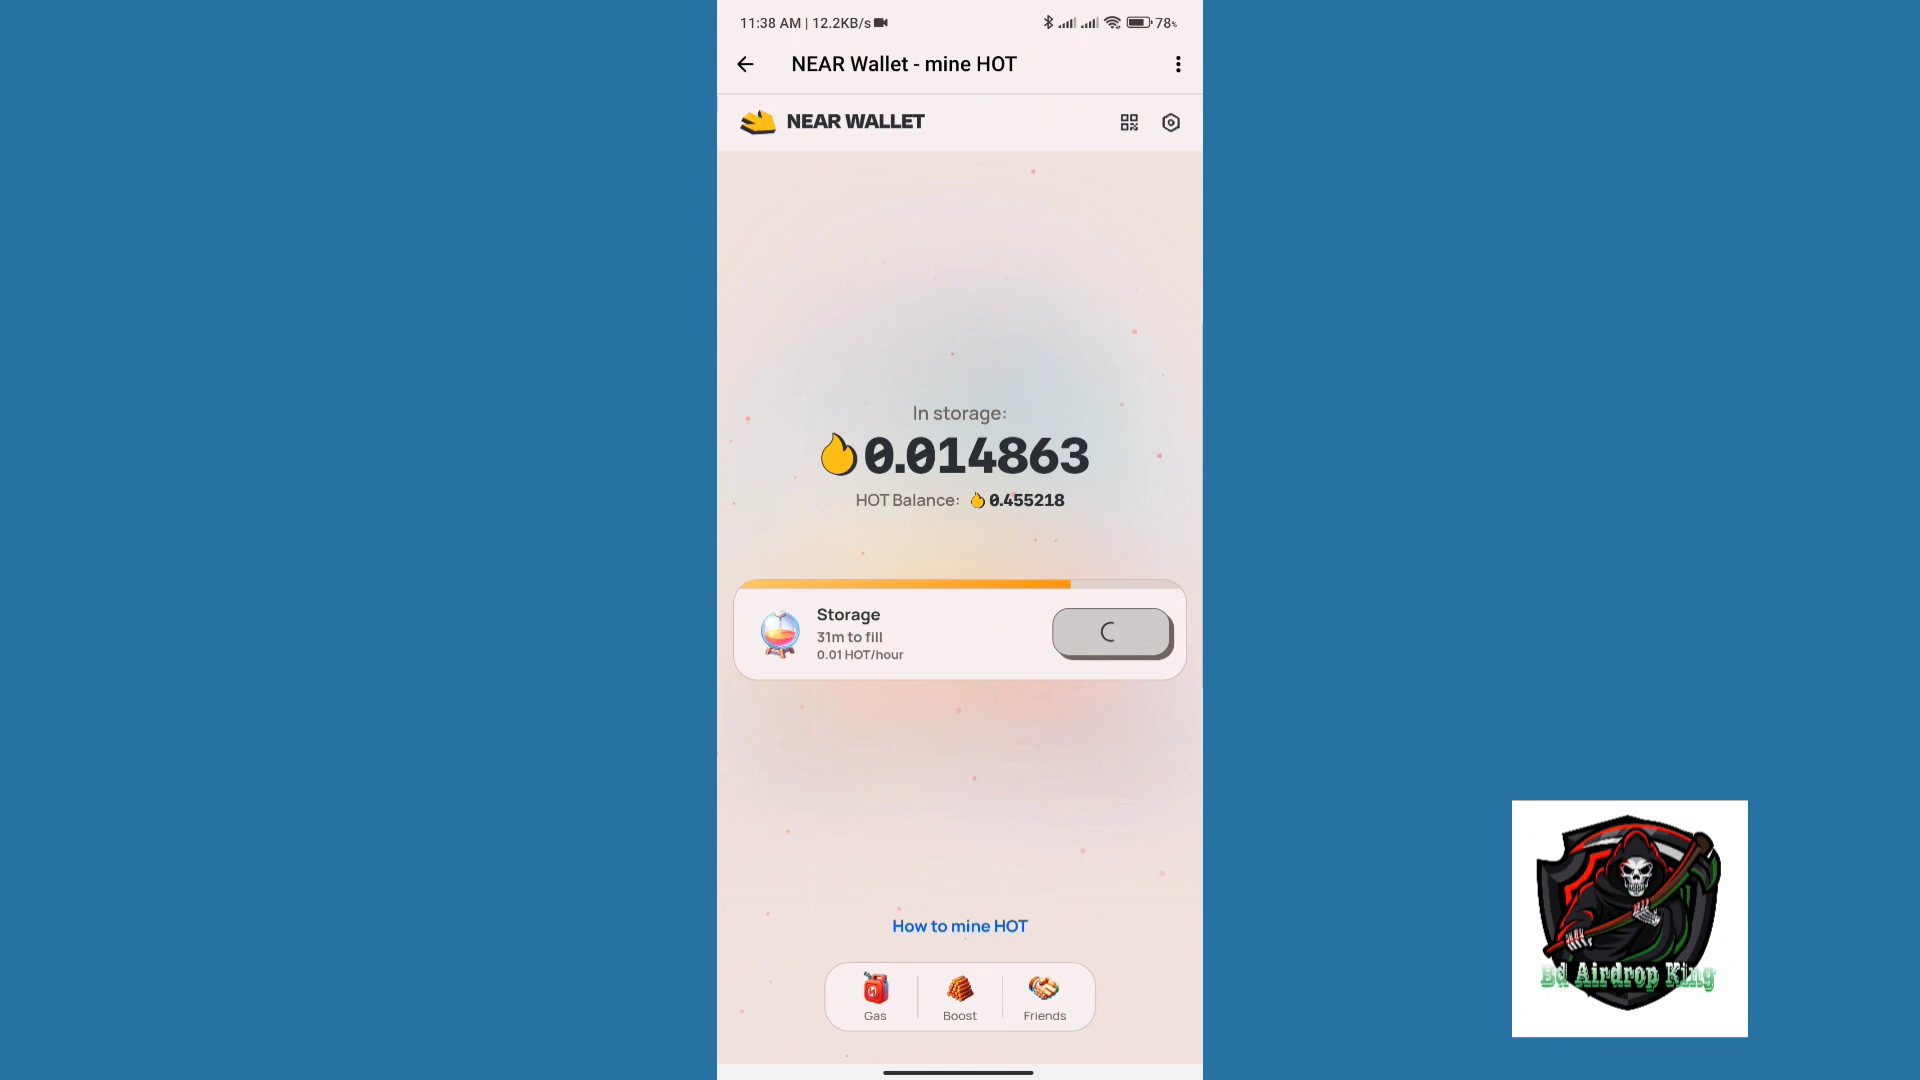 11:38 AM | 12.2KB/s
78%
NEAR Wallet - mine HOT
NEAR WALLET
In storage:
0.014863
HOT Balance: 0.455218
Storage
31m to fill
0.01 HOT/hour
How to mine HOT
Gas
Boost
Friends
Bd Airdrop King